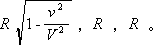 R √(1-v²/V²) , R , R 。